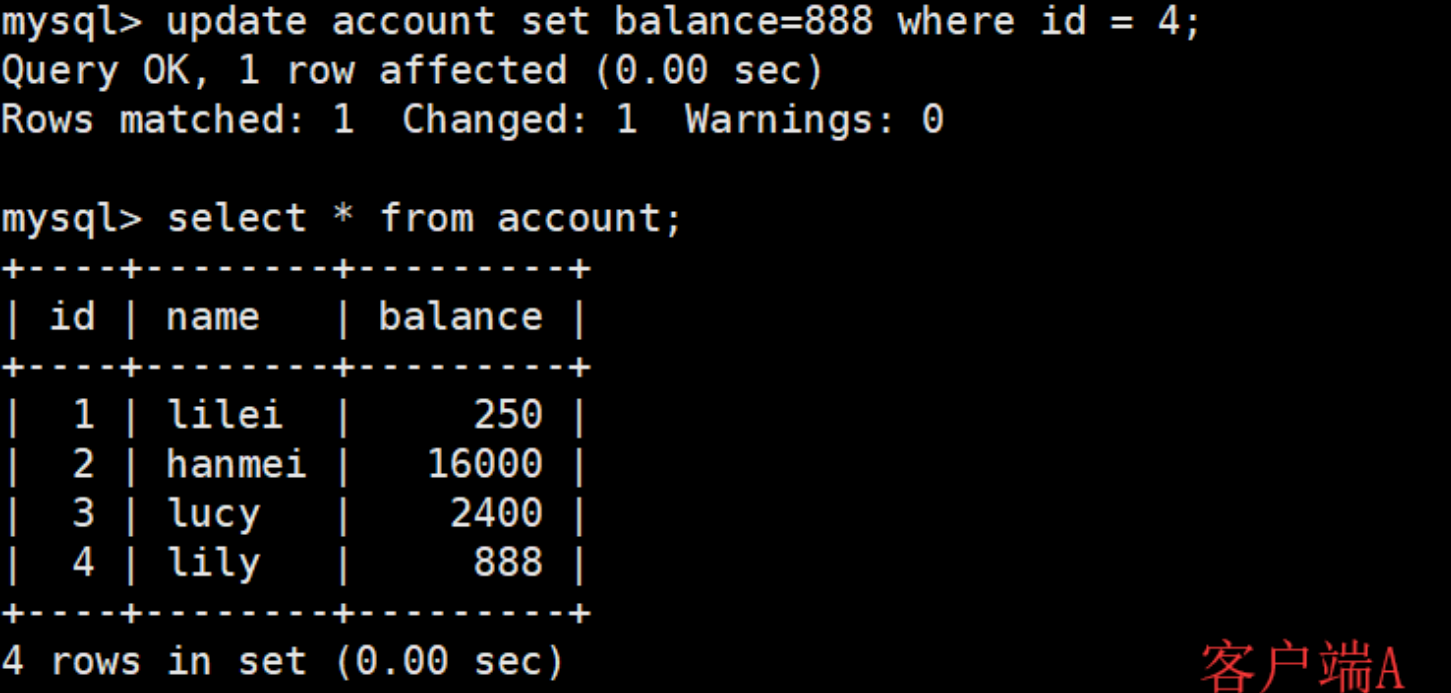 mysql> update account set balance=888 where id = 4;
Query OK, 1 row affected (0.00 sec)
Rows matched: 1  Changed: 1  Warnings: 0

mysql> select * from account;
+----+--------+---------+
| id | name   | balance |
+----+--------+---------+
|  1 | lilei  |     250 |
|  2 | hanmei |   16000 |
|  3 | lucy   |    2400 |
|  4 | lily   |     888 |
+----+--------+---------+
4 rows in set (0.00 sec)
客户端A